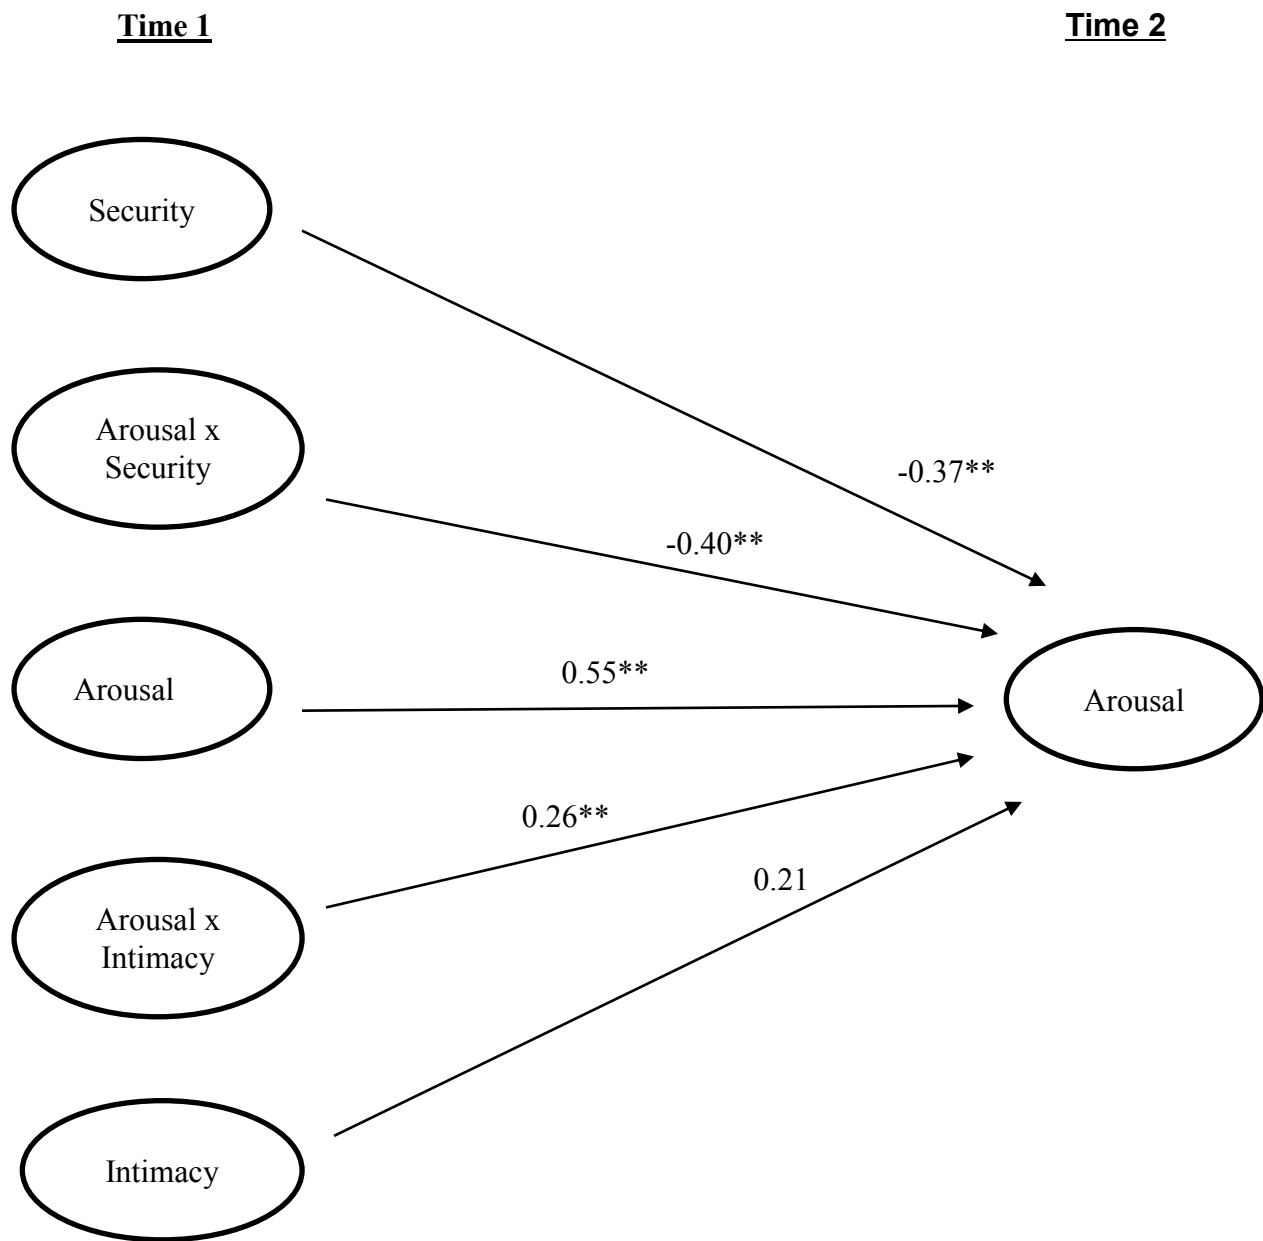 Time 1
Time 2
Security
Arousal x
Security
-0.37**
-0.40**
Arousal
0.55**
Arousal
0.26**
Arousal x
Intimacy
0.21
Intimacy